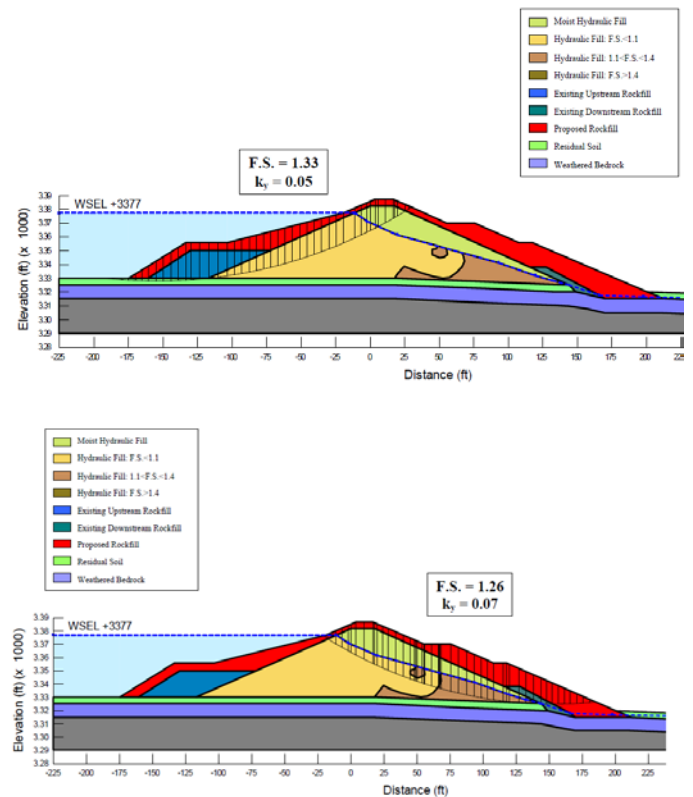 Moist Hydraulic Fill
Hydraulic Fill: F.S.<1.1
Hydraulic Fill: 1.1<F.S.<1.4
Hydraulic Fill: F.S.>1.4
Existing Upstream Rockfill
Existing Downstream Rockfill
Proposed Rockfill
Residual Soil
Weathered Bedrock
F.S. = 1.33
ky = 0.05
WSEL +3377
Elevation (ft) (x 1000)
3.39
3.38
3.37
3.36
3.35
3.34
3.33
3.32
3.31
3.30
3.29
3.28
-225 -200 -175 -150 -125 -100 -75 -50 -25 0 25 50 75 100 125 150 175 200 225
Distance (ft)
Moist Hydraulic Fill
Hydraulic Fill: F.S.<1.1
Hydraulic Fill: 1.1<F.S.<1.4
Hydraulic Fill: F.S.>1.4
Existing Upstream Rockfill
Existing Downstream Rockfill
Proposed Rockfill
Residual Soil
Weathered Bedrock
F.S. = 1.26
ky = 0.07
WSEL +3377
Elevation (ft) (x 1000)
3.39
3.38
3.37
3.36
3.35
3.34
3.33
3.32
3.31
3.30
3.29
3.28
-225 -200 -175 -150 -125 -100 -75 -50 -25 0 25 50 75 100 125 150 175 200 225
Distance (ft)